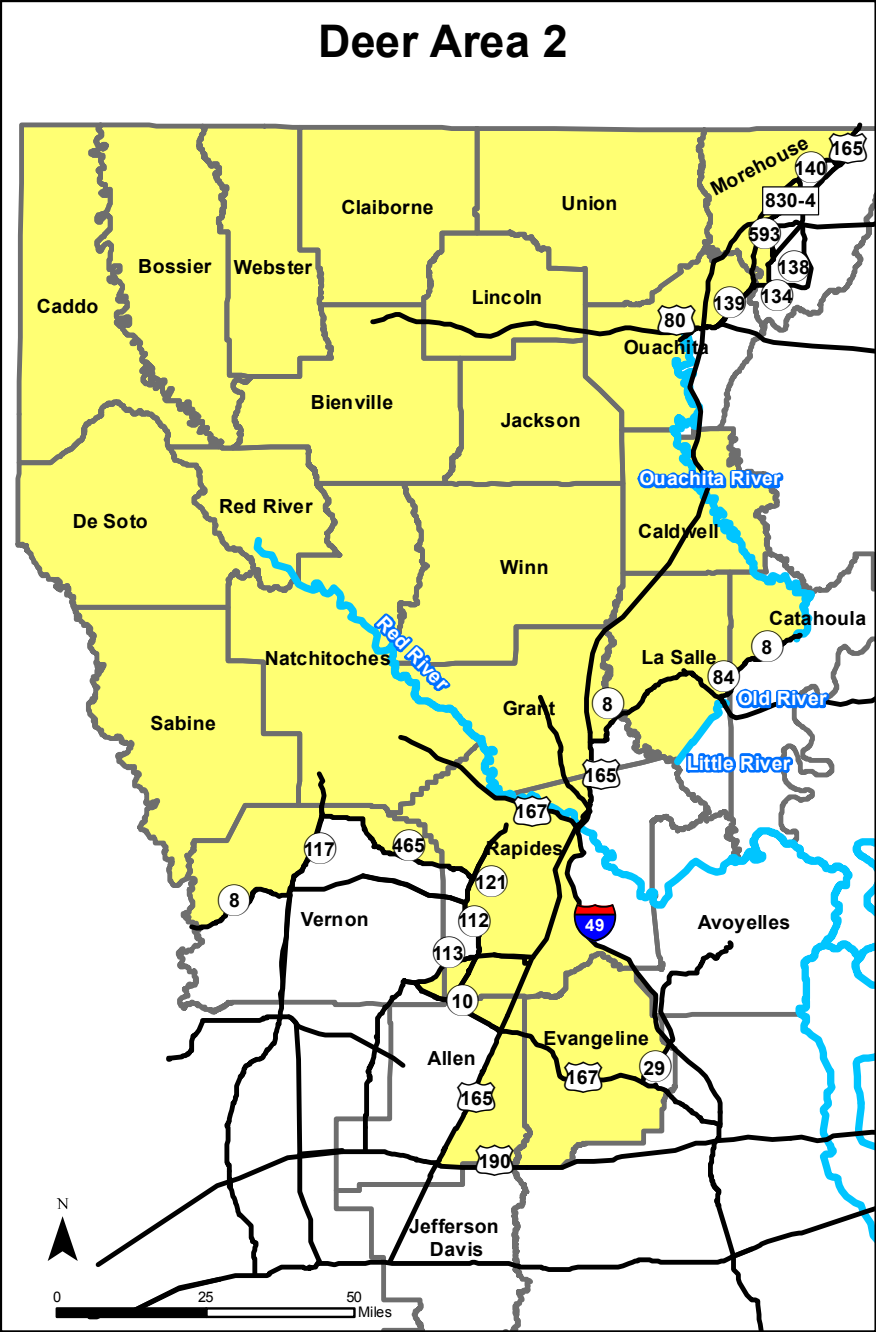 Deer Area 2
Morehouse
165
140
830-4
Claiborne
Union
593
Bossier
Webster
138
Caddo
Lincoln
139
134
80
Ouachita
Bienville
Jackson
Ouachita River
Red River
De Soto
Caldwell
Winn
Catahoula
Red River
Natchitoches
La Salle
8
84
Old River
8
Grant
Sabine
Little River
165
167
117
465
Rapides
121
8
Vernon
112
49
Avoyelles
113
10
Evangeline
Allen
29
167
165
190
N
Jefferson
Davis
0
25
50
Miles